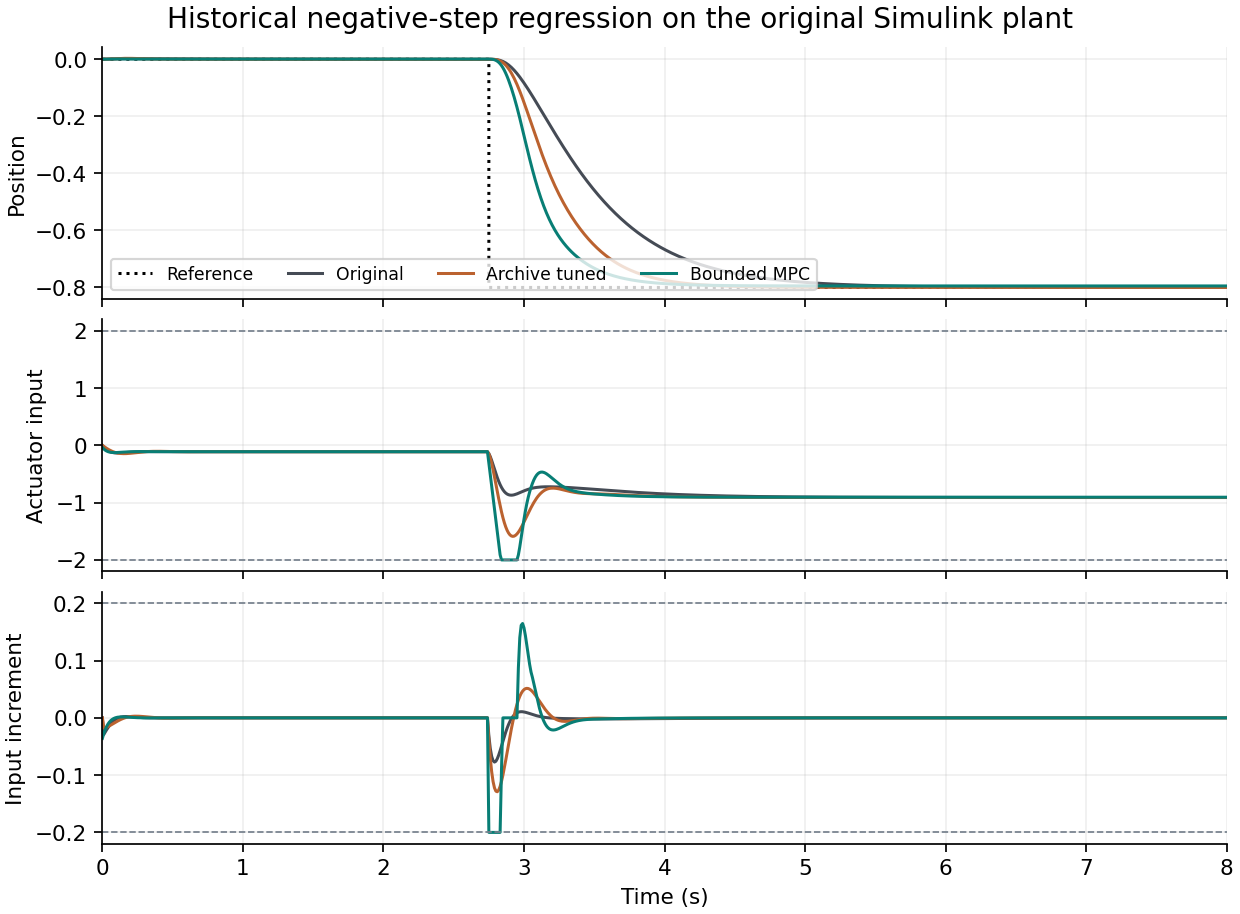 Historical negative-step regression on the original Simulink plant
0.0
−0.2
−0.4
−0.6
−0.8
Position
Reference
Original
Archive tuned
Bounded MPC
2
1
0
−1
−2
Actuator input
0.2
0.1
0.0
−0.1
−0.2
Input increment
0 1 2 3 4 5 6 7 8
Time (s)